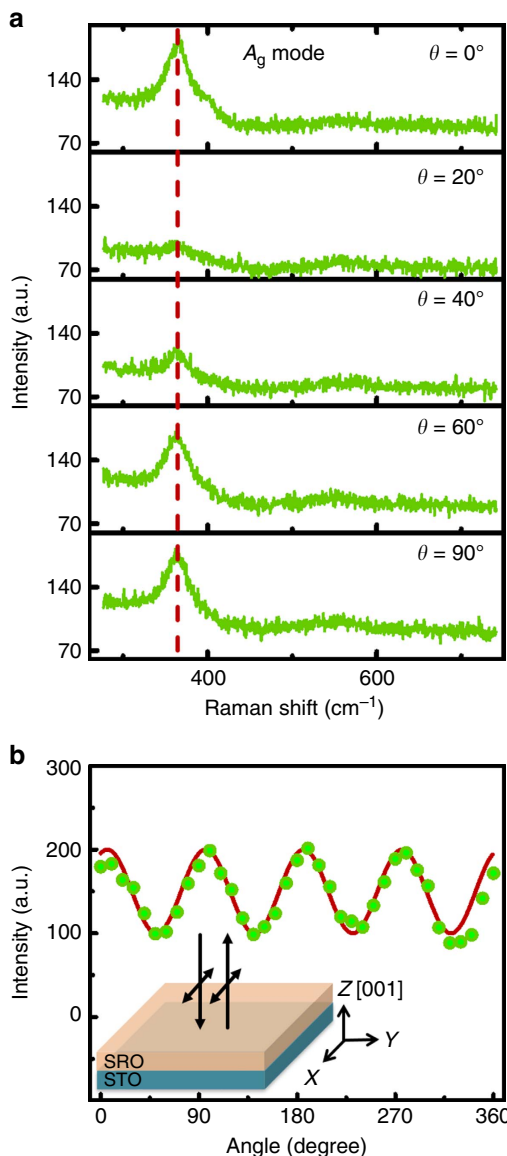 a
A_g mode
θ = 0°
140
70
θ = 20°
140
70
θ = 40°
140
70
θ = 60°
140
70
θ = 90°
140
70
Intensity (a.u.)
400 600
Raman shift (cm⁻¹)
b
300
200
100
0
Intensity (a.u.)
Z [001]
Y
X
SRO
STO
0 90 180 270 360
Angle (degree)